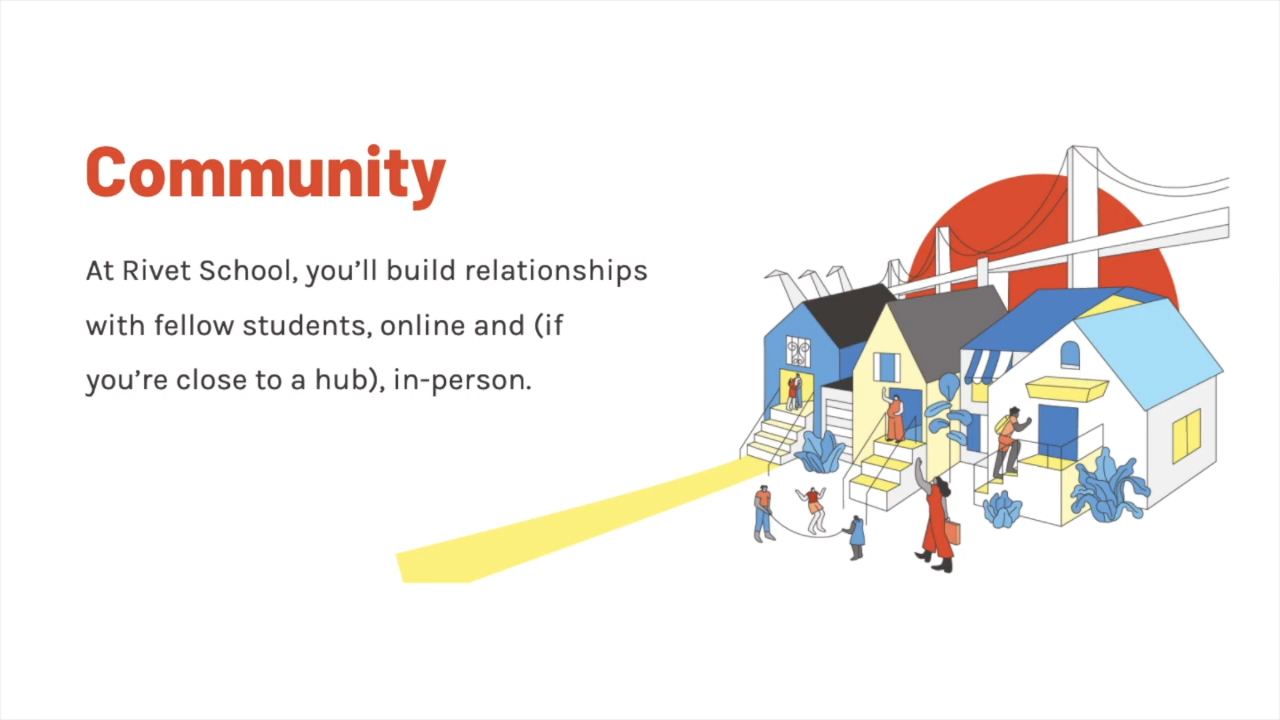 Community
At Rivet School, you’ll build relationships
with fellow students, online and (if
you’re close to a hub), in-person.